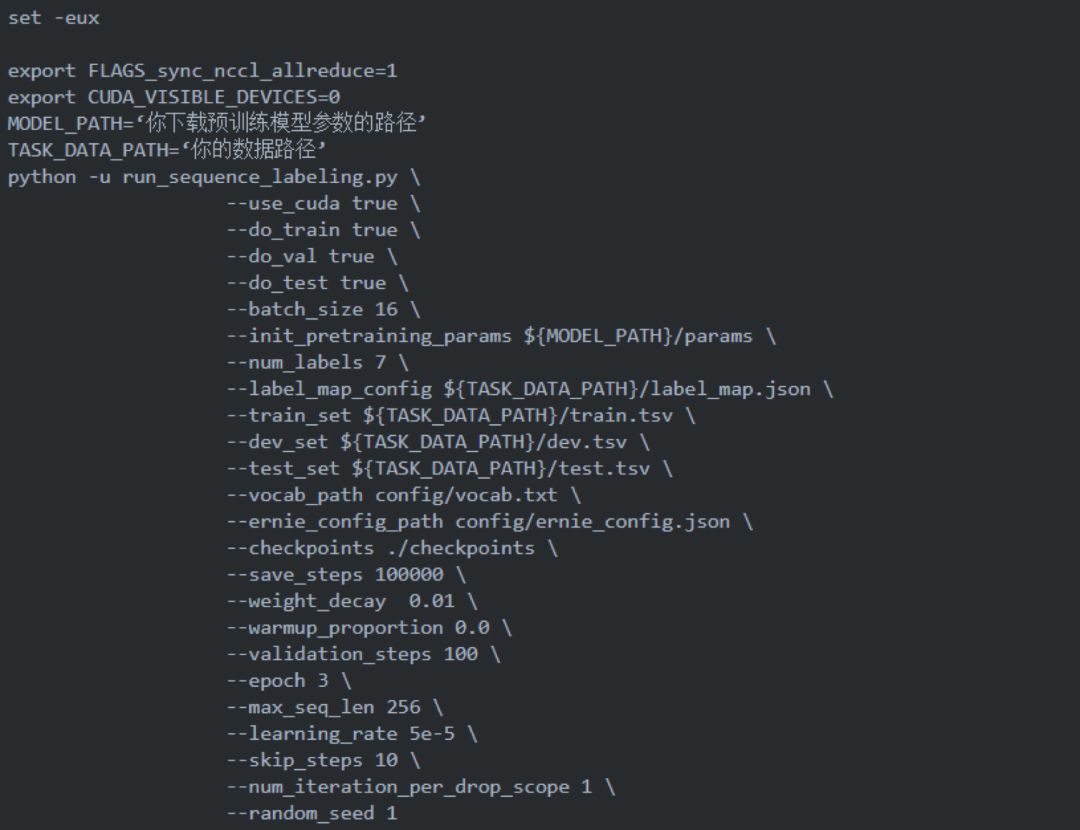 set -eux
export FLAGS_sync_nccl_allreduce=1
export CUDA_VISIBLE_DEVICES=0
MODEL_PATH=‘你下载预训练模型参数的路径’
TASK_DATA_PATH=‘你的数据路径’
python -u run_sequence_labeling.py \
--use_cuda true \
--do_train true \
--do_val true \
--do_test true \
--batch_size 16 \
--init_pretraining_params ${MODEL_PATH}/params \
--num_labels 7 \
--label_map_config ${TASK_DATA_PATH}/label_map.json \
--train_set ${TASK_DATA_PATH}/train.tsv \
--dev_set ${TASK_DATA_PATH}/dev.tsv \
--test_set ${TASK_DATA_PATH}/test.tsv \
--vocab_path config/vocab.txt \
--ernie_config_path config/ernie_config.json \
--checkpoints ./checkpoints \
--save_steps 100000 \
--weight_decay  0.01 \
--warmup_proportion 0.0 \
--validation_steps 100 \
--epoch 3 \
--max_seq_len 256 \
--learning_rate 5e-5 \
--skip_steps 10 \
--num_iteration_per_drop_scope 1 \
--random_seed 1